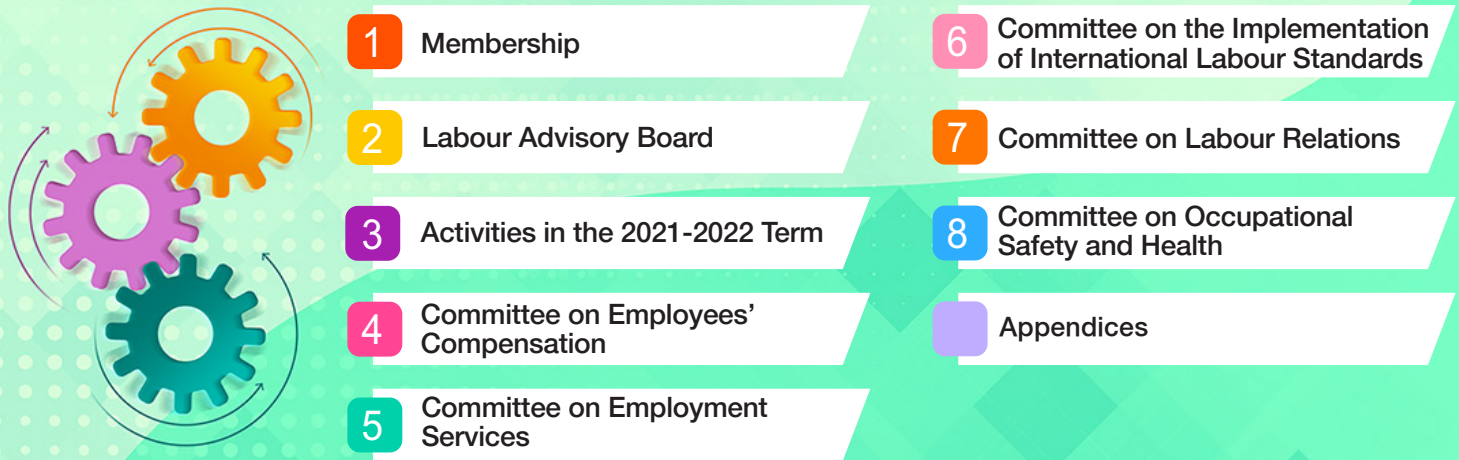 1 Membership
2 Labour Advisory Board
3 Activities in the 2021-2022 Term
4 Committee on Employees’
Compensation
5 Committee on Employment
Services
6 Committee on the Implementation
of International Labour Standards
7 Committee on Labour Relations
8 Committee on Occupational
Safety and Health
Appendices